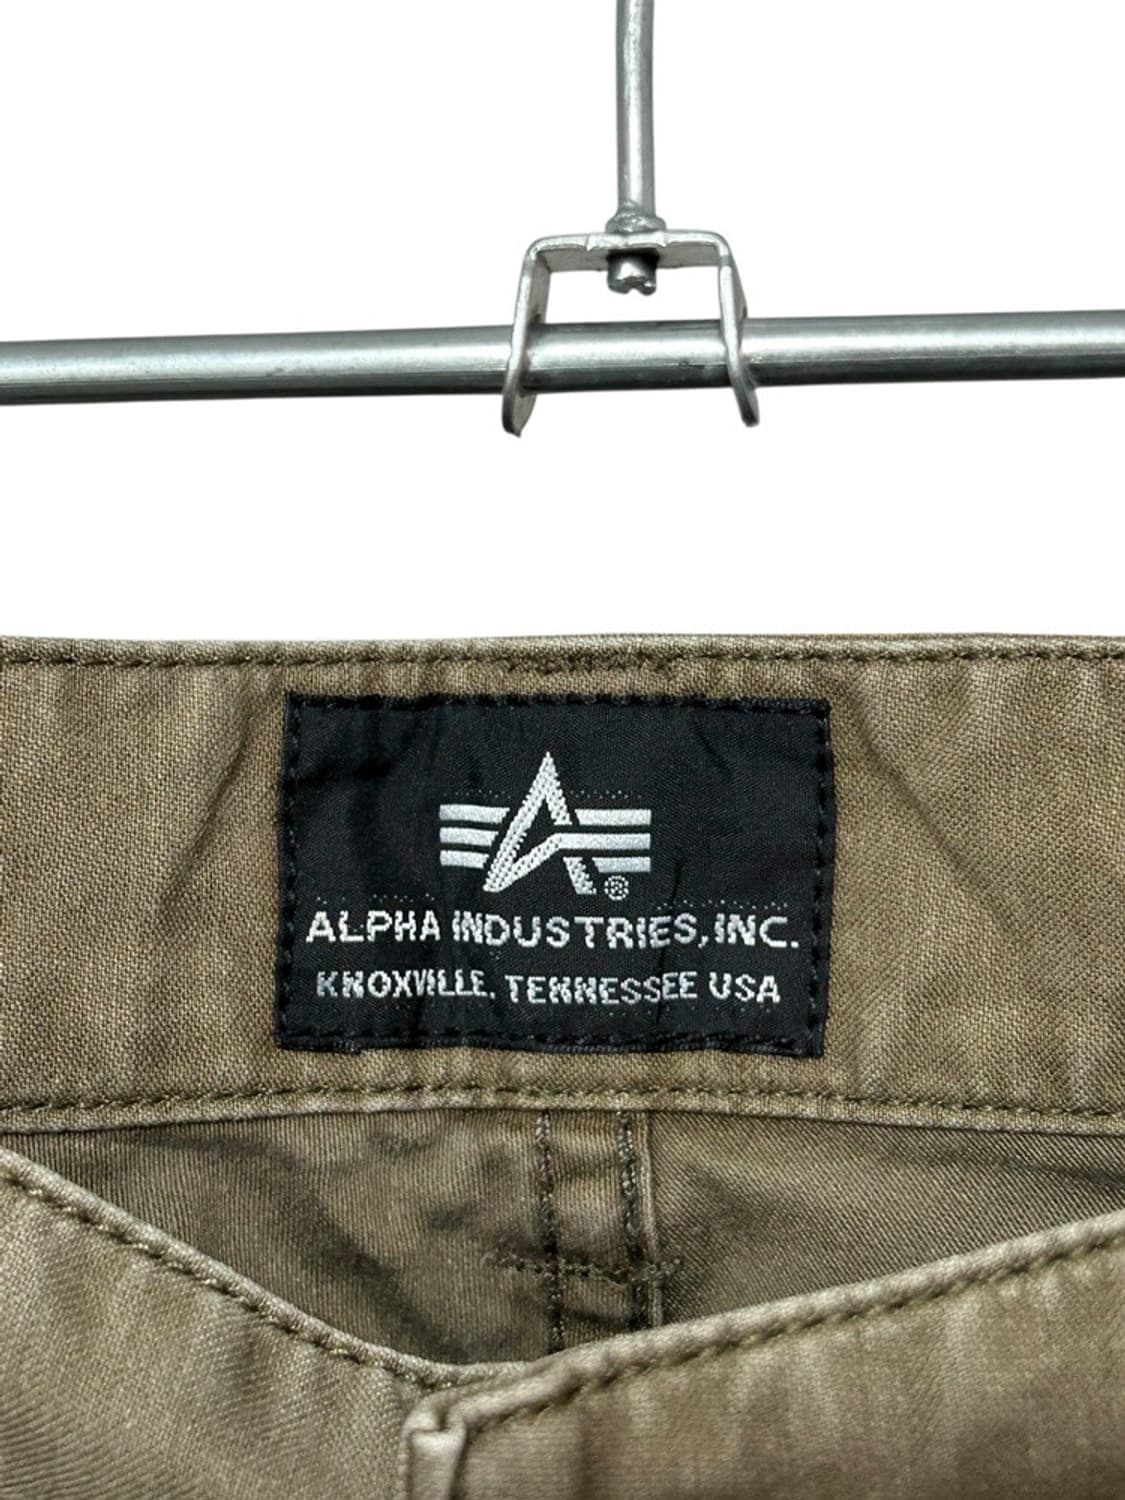 ®
ALPHA INDUSTRIES, INC.
KNOXVILLE, TENNESSEE USA